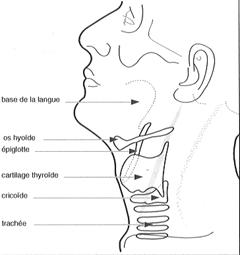 base de la langue
os hyoïde
épiglotte
cartilage thyroïde
cricoïde
trachée